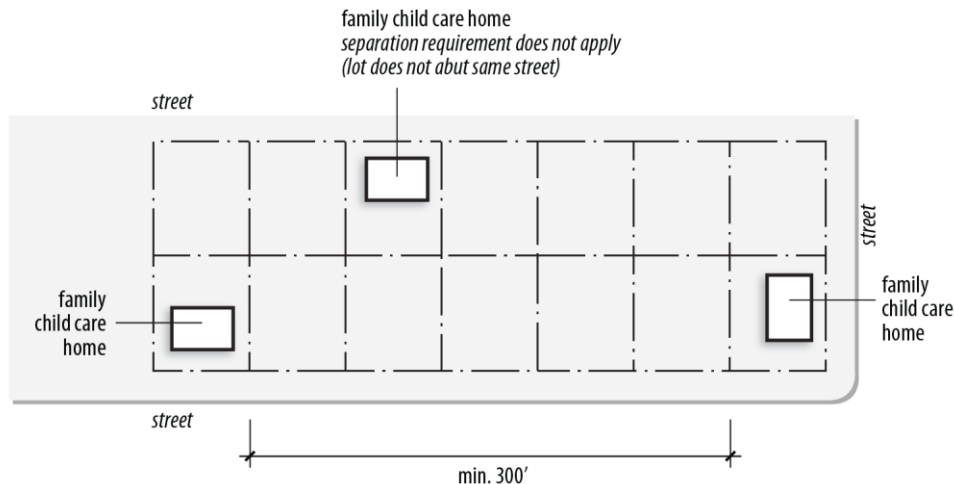 family child care home
separation requirement does not apply
(lot does not abut same street)
street
street
family
child care
home
family
child care
home
street
min. 300′